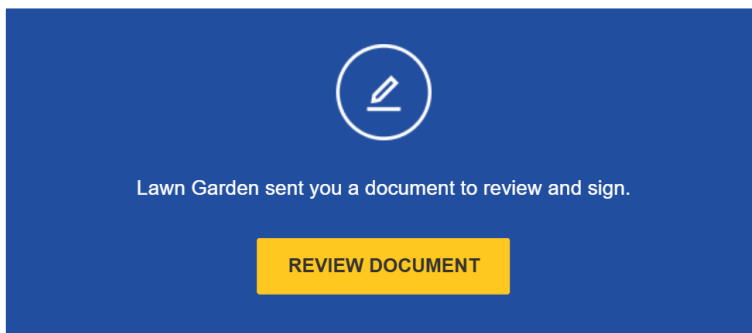 Lawn Garden sent you a document to review and sign.
REVIEW DOCUMENT